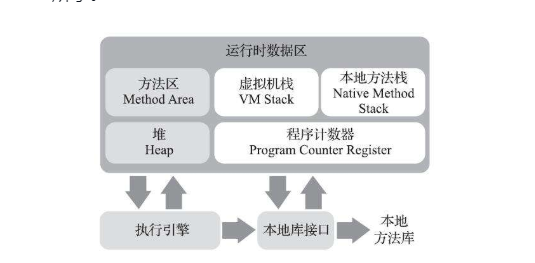 运行时数据区
方法区
Method Area
虚拟机栈
VM Stack
本地方法栈
Native Method
Stack
堆
Heap
程序计数器
Program Counter Register
执行引擎
本地库接口
本地
方法库